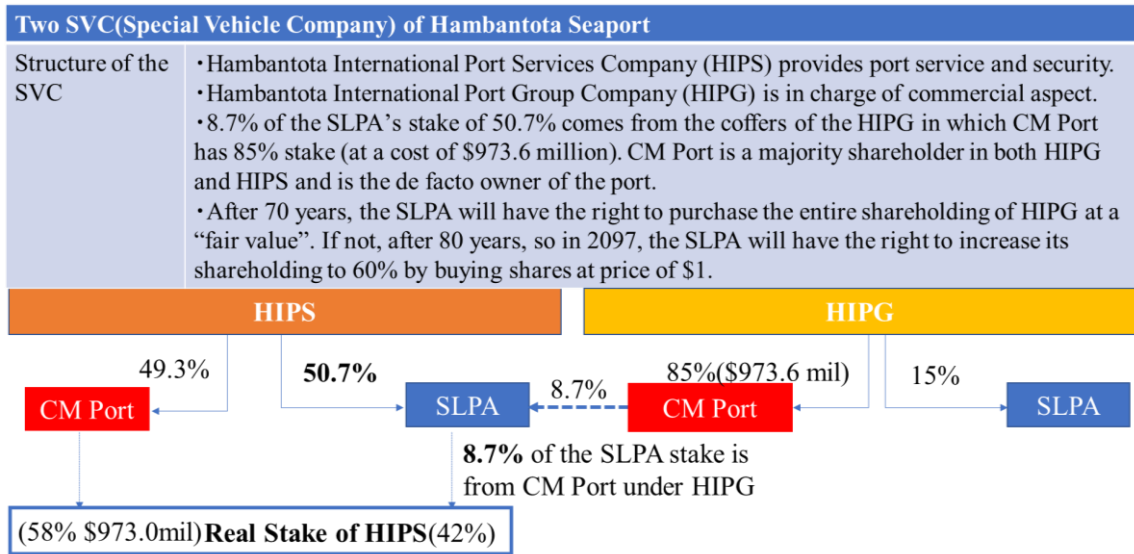 Two SVC(Special Vehicle Company) of Hambantota Seaport
Structure of the
SVC
・Hambantota International Port Services Company (HIPS) provides port service and security.
・Hambantota International Port Group Company (HIPG) is in charge of commercial aspect.
・8.7% of the SLPA’s stake of 50.7% comes from the coffers of the HIPG in which CM Port
has 85% stake (at a cost of $973.6 million). CM Port is a majority shareholder in both HIPG
and HIPS and is the de facto owner of the port.
・After 70 years, the SLPA will have the right to purchase the entire shareholding of HIPG at a
“fair value”. If not, after 80 years, so in 2097, the SLPA will have the right to increase its
shareholding to 60% by buying shares at price of $1.
HIPS
HIPG
49.3%
50.7%
8.7%
85%($973.6 mil)
15%
CM Port
SLPA
CM Port
SLPA
8.7% of the SLPA stake is
from CM Port under HIPG
(58% $973.0mil)Real Stake of HIPS(42%)